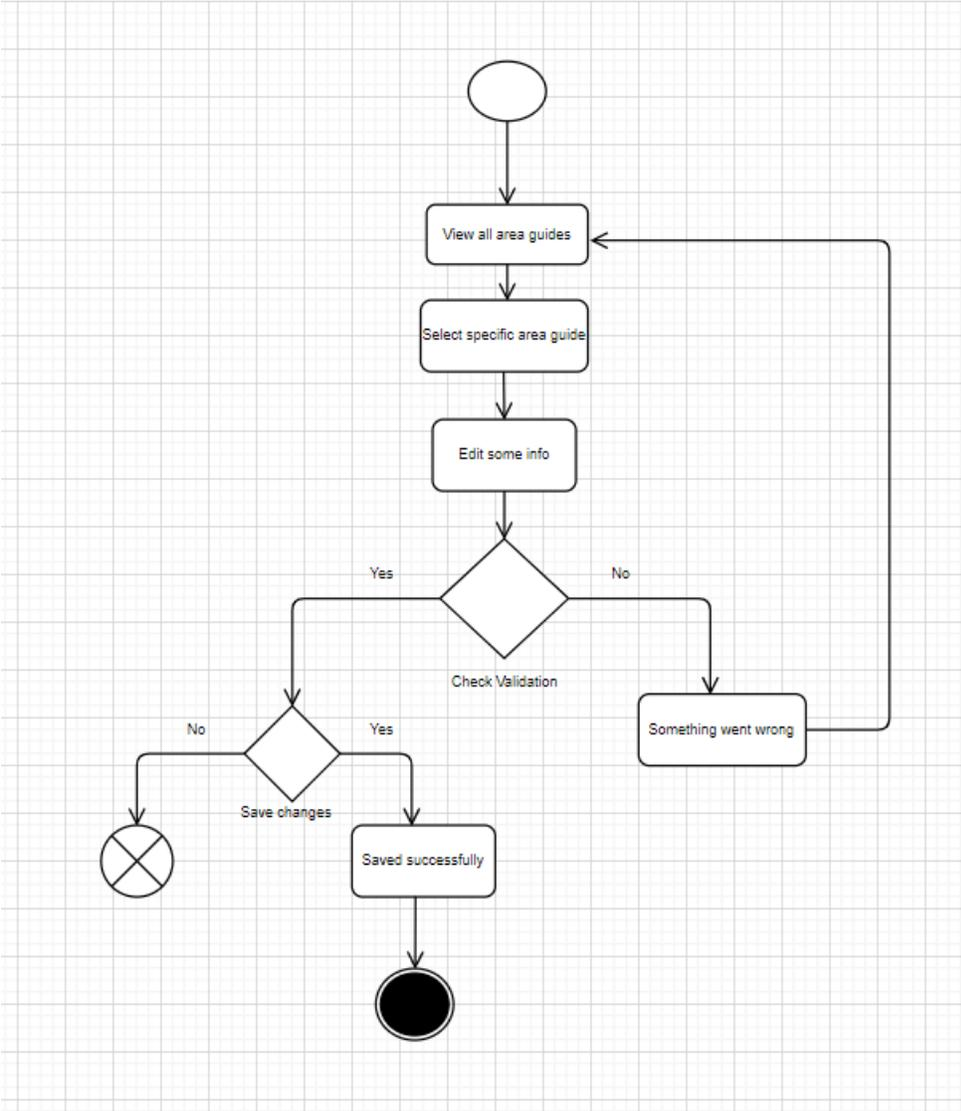 View all area guides
Select specific area guide
Edit some info
Yes
No
Check Validation
No
Yes
Something went wrong
Save changes
Saved successfully